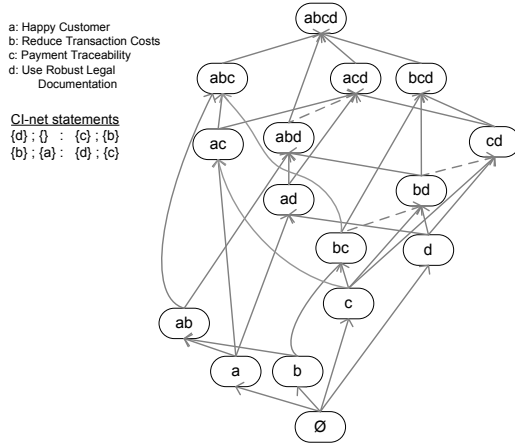 a: Happy Customer
b: Reduce Transaction Costs
c: Payment Traceability
d: Use Robust Legal
Documentation
CI-net statements
{d} ; {} : {c} ; {b}
{b} ; {a} : {d} ; {c}
abcd
abc
acd
bcd
ac
abd
cd
bd
ad
bc
d
c
ab
a
b
Ø